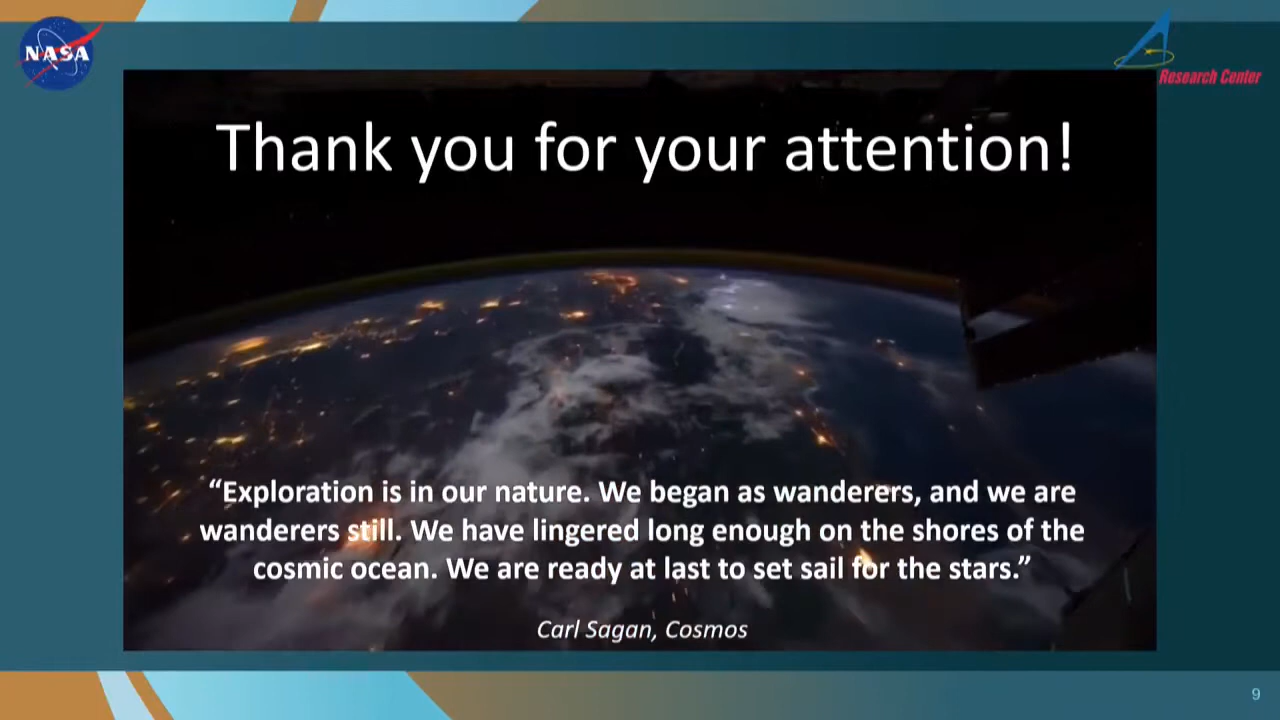 NASA
Research Center
Thank you for your attention!
“Exploration is in our nature. We began as wanderers, and we are
wanderers still. We have lingered long enough on the shores of the
cosmic ocean. We are ready at last to set sail for the stars.”
Carl Sagan, Cosmos
9